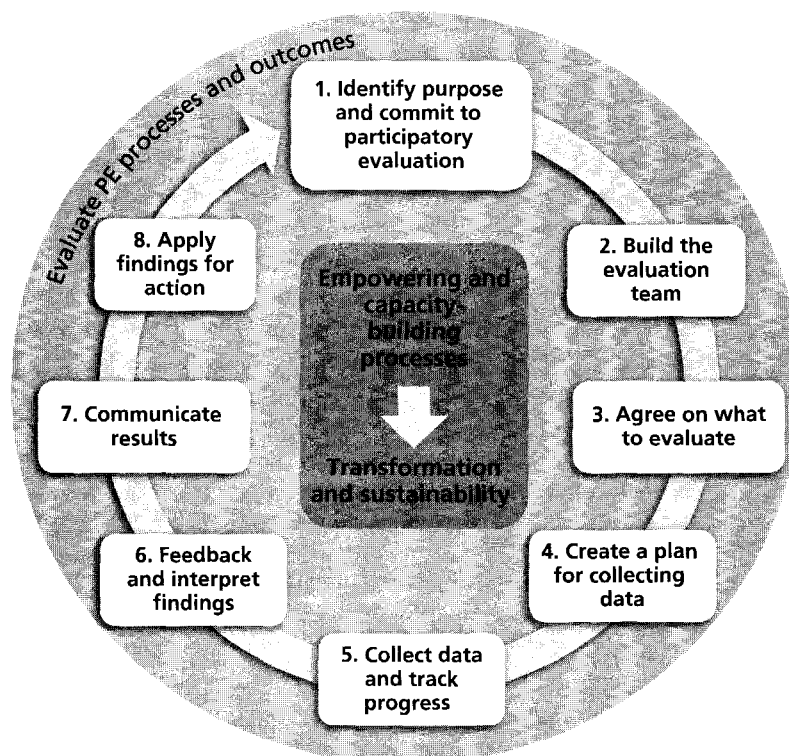 Evaluate PE processes and outcomes
1. Identify purpose
and commit to
participatory
evaluation
2. Build the
evaluation
team
3. Agree on what
to evaluate
4. Create a plan
for collecting
data
5. Collect data
and track
progress
6. Feedback
and interpret
findings
7. Communicate
results
8. Apply
findings for
action
Empowering and
capacity-
building
processes
Transformation
and sustainability